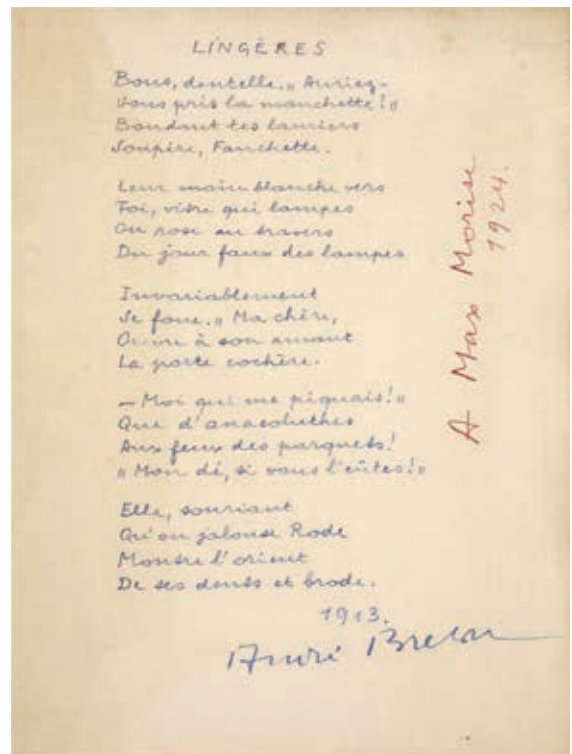 LINGÈRES
Bous, dentelle. „ Auriez-
Vous pris la manchette ! „
Boudant tes lauriers
Soupire, Fanchette.
Leur main blanche vers
Toi, vitre qui lampes
Un rose au travers
Du jour faux des lampes
Invariablement
Se fane. „ Ma chère,
Ouvre à son amant
La porte cochère.
— Moi qui me piquais ! „
Que d'anacoluthes
Aux feux des parquets !
„ Mon dé, si vous l'eûtes ! „
Elle, souriant
Qu'on jalouse Rode
Montre l'orient
De ses dents et brode.
1913.
André Breton
A Max Morise
1924.